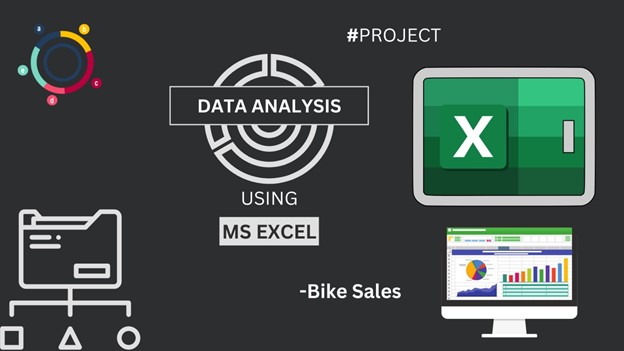 #PROJECT
a
b
c
d
e
DATA ANALYSIS
X
USING
MS EXCEL
-Bike Sales